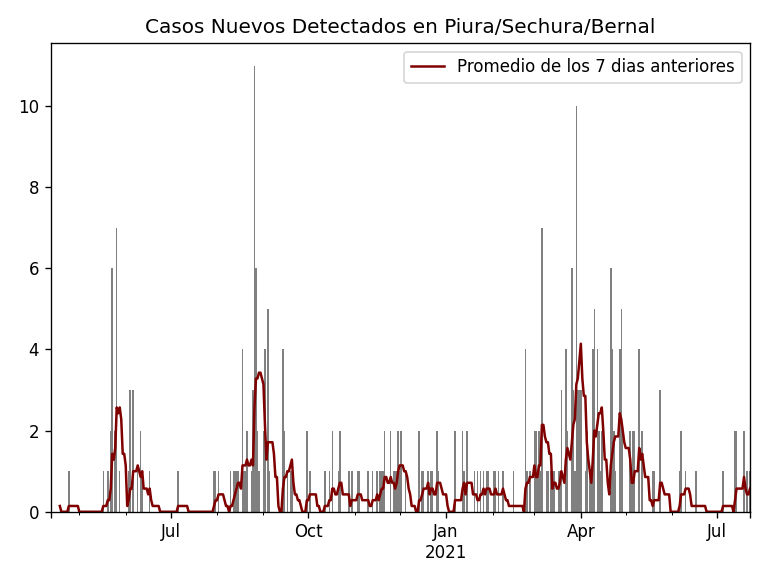 Casos Nuevos Detectados en Piura/Sechura/Bernal
Promedio de los 7 dias anteriores
10
8
6
4
2
0
Jul
Oct
Jan
2021
Apr
Jul